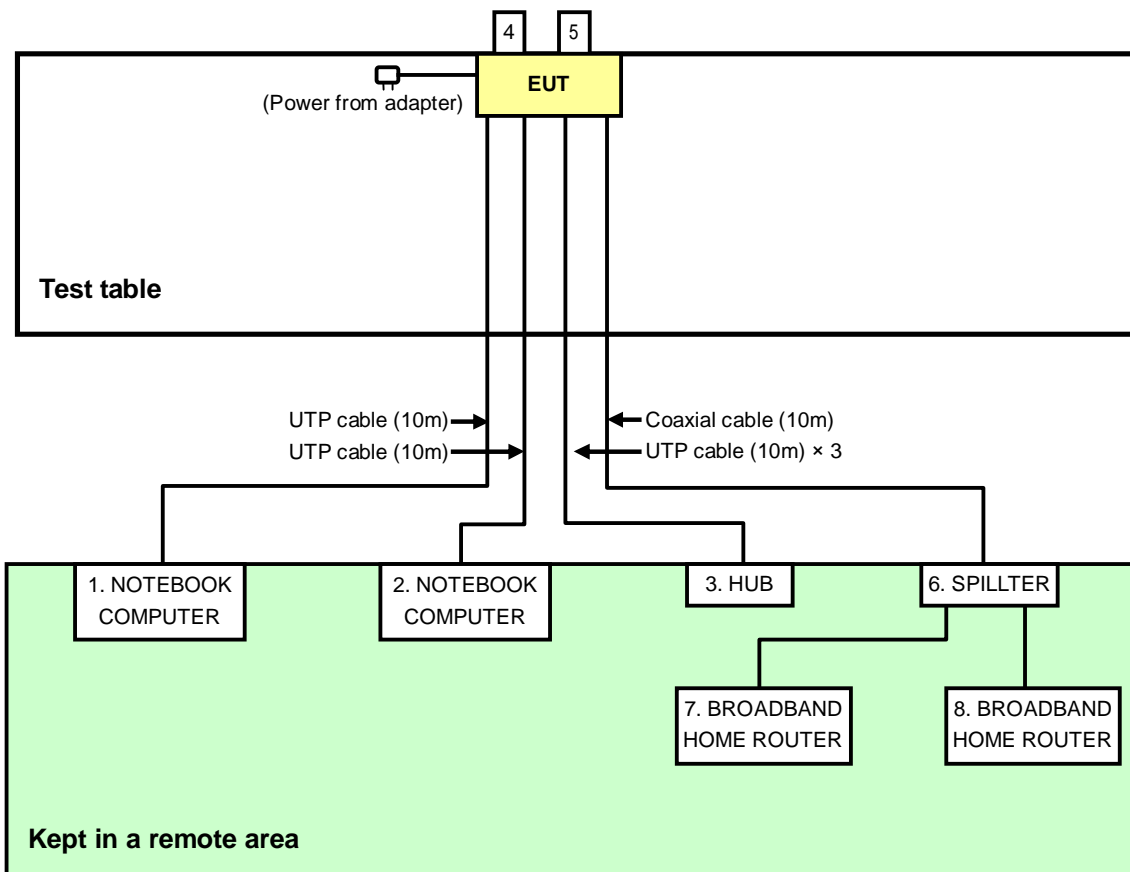 4
5
EUT
(Power from adapter)
Test table
UTP cable (10m)
Coaxial cable (10m)
UTP cable (10m)
UTP cable (10m) × 3
1. NOTEBOOK
COMPUTER
2. NOTEBOOK
COMPUTER
3. HUB
6. SPILLTER
7. BROADBAND
HOME ROUTER
8. BROADBAND
HOME ROUTER
Kept in a remote area